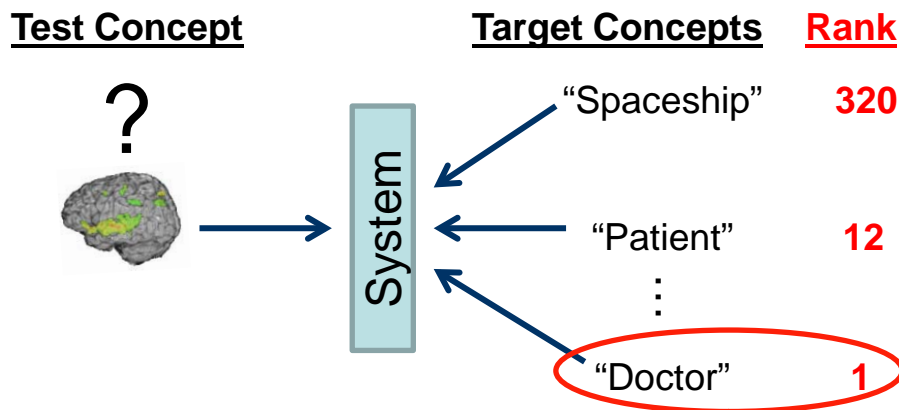 Test Concept
Target Concepts Rank
?
“Spaceship” 320
System
“Patient” 12
⋮
“Doctor” 1